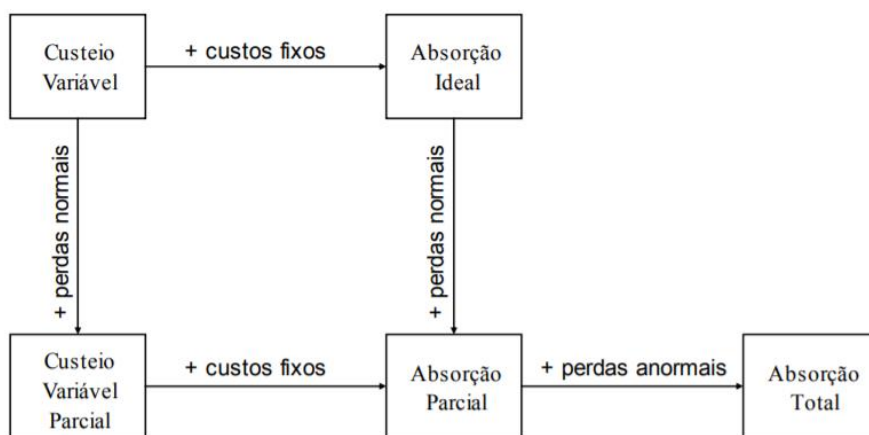 Custeio
Variável
+ custos fixos
Absorção
Ideal
+ perdas normais
+ perdas normais
Custeio
Variável
Parcial
+ custos fixos
Absorção
Parcial
+ perdas anormais
Absorção
Total